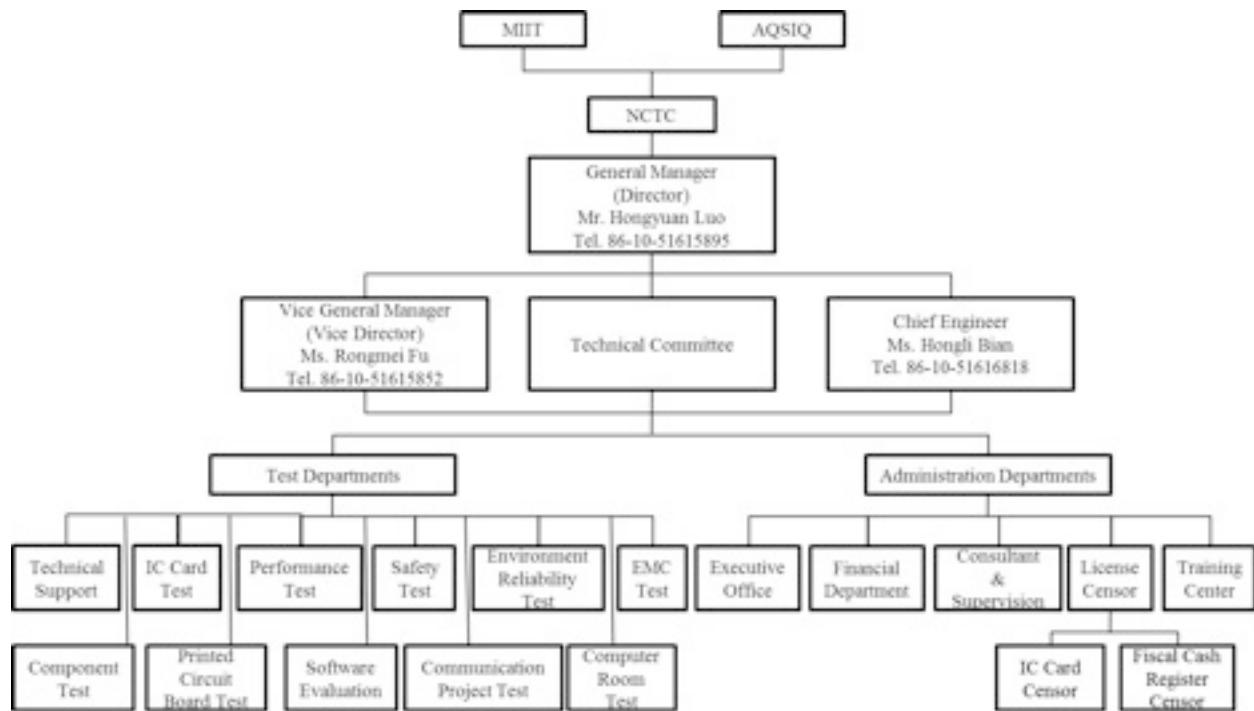 MIIT
AQSIQ
NCTC
General Manager
(Director)
Mr. Hongyuan Luo
Tel. 86-10-51615895
Vice General Manager
(Vice Director)
Ms. Rongmei Fu
Tel. 86-10-51615852
Technical Committee
Chief Engineer
Ms. Hongli Bian
Tel. 86-10-51616818
Test Departments
Administration Departments
Technical
Support
IC Card
Test
Performance
Test
Safety
Test
Environment
Reliability
Test
EMC
Test
Executive
Office
Financial
Department
Consultant
&
Supervision
License
Censor
Training
Center
Component
Test
Printed
Circuit
Board Test
Software
Evaluation
Communication
Project Test
Computer
Room
Test
IC Card
Censor
Fiscal Cash
Register
Censor